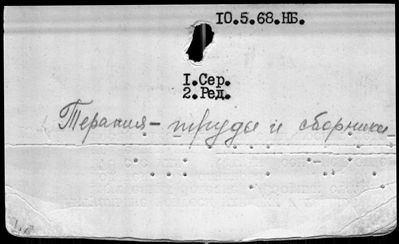 10.5.68.НБ.
1.Сер.
2.Ред.
Терапия – труды и сборники